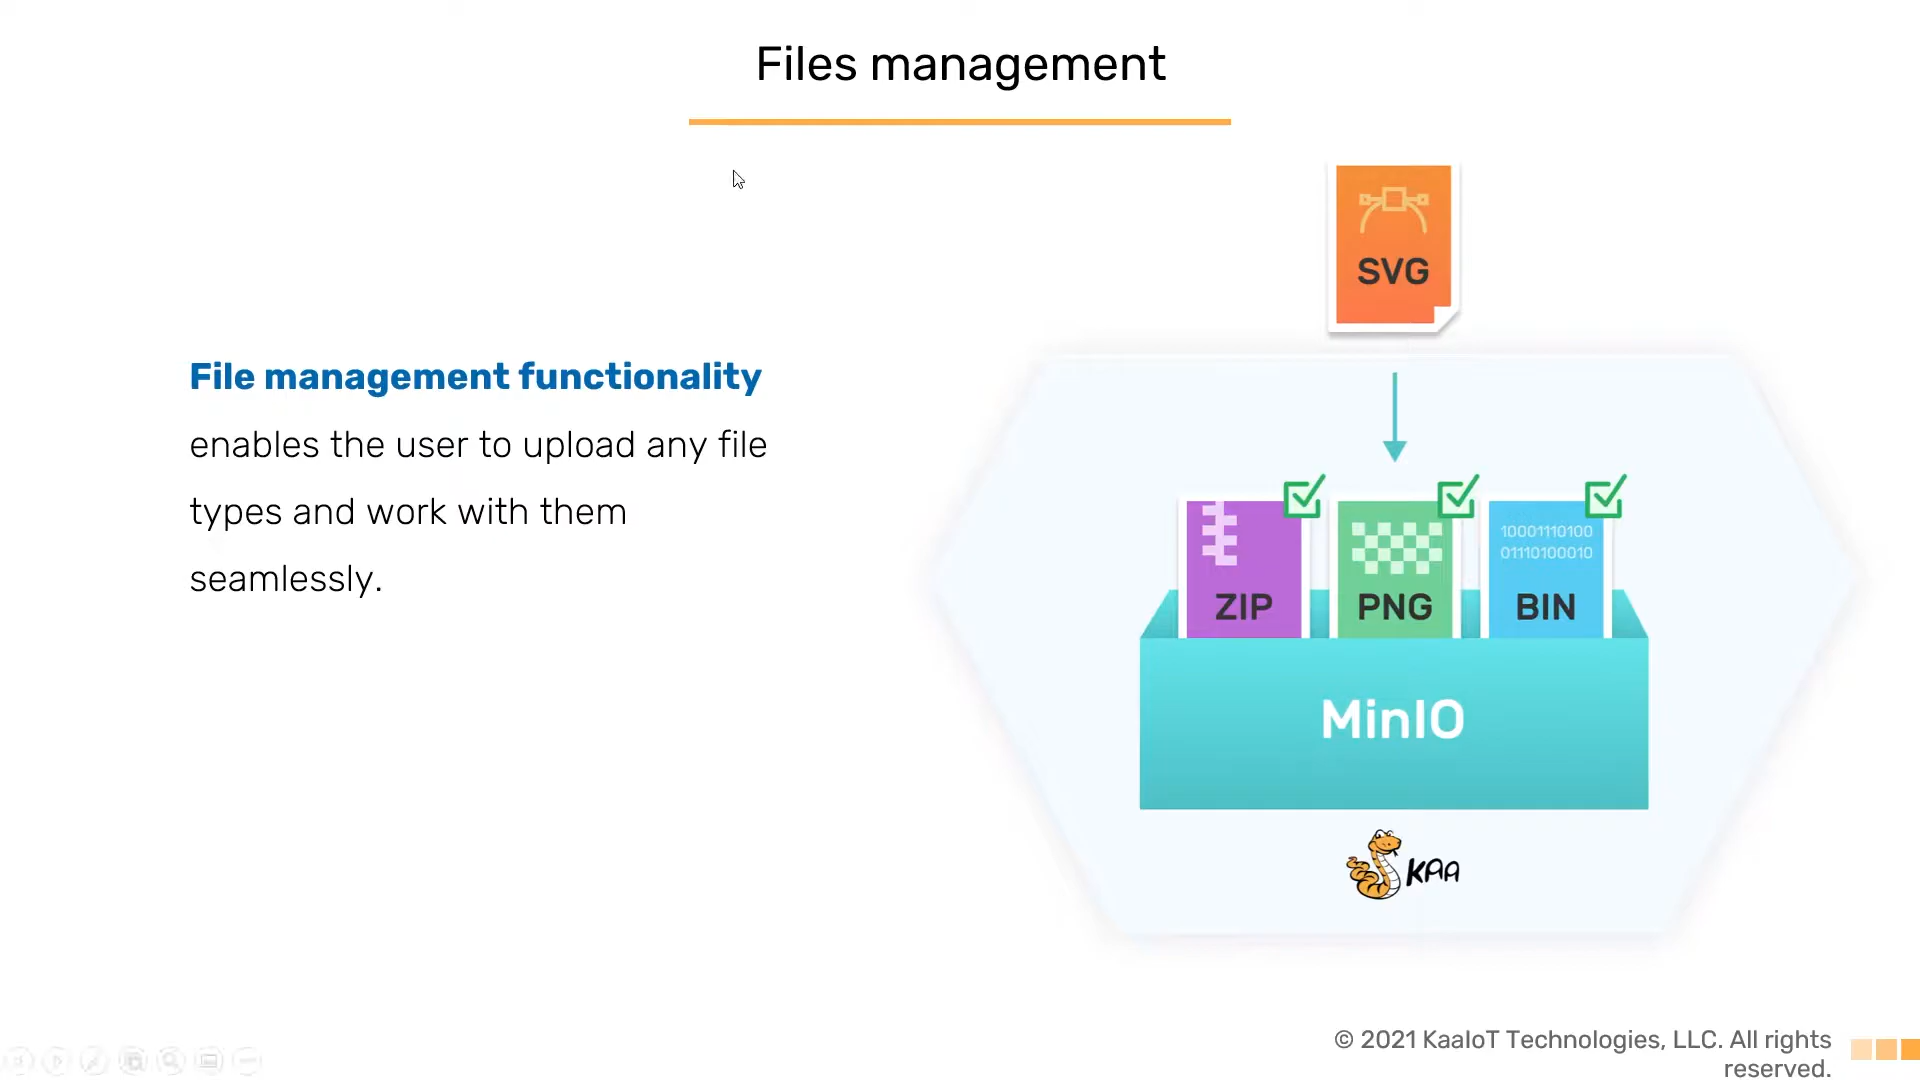 Files management
SVG
File management functionality
enables the user to upload any file
types and work with them
seamlessly.
10001110100
01110100010
ZIP
PNG
BIN
MinIO
KAA
© 2021 KaaIoT Technologies, LLC. All rights
reserved.